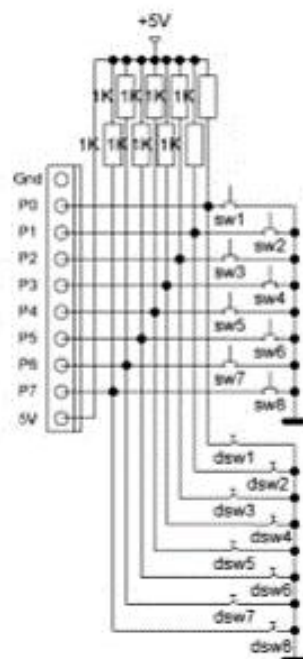 +5V
1K 1K 1K 1K
1K 1K 1K 1K
Gnd
P0
sw1
P1
sw2
P2
sw3
P3
sw4
P4
sw5
P5
sw6
P6
sw7
P7
sw8
5V
dsw1
dsw2
dsw3
dsw4
dsw5
dsw6
dsw7
dsw8